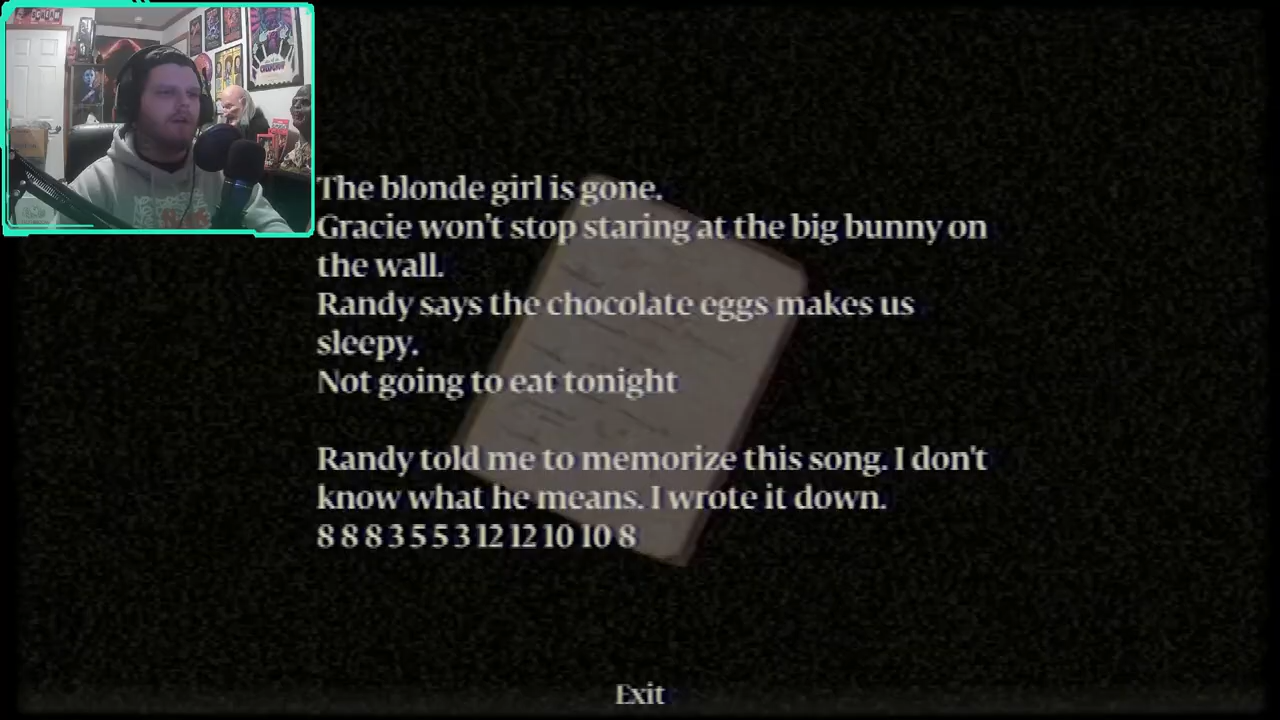 The blonde girl is gone.
Gracie won't stop staring at the big bunny on
the wall.
Randy says the chocolate eggs makes us
sleepy.
Not going to eat tonight
Randy told me to memorize this song. I don't
know what he means. I wrote it down.
8 8 8 3 5 5 3 12 12 10 10 8
Exit